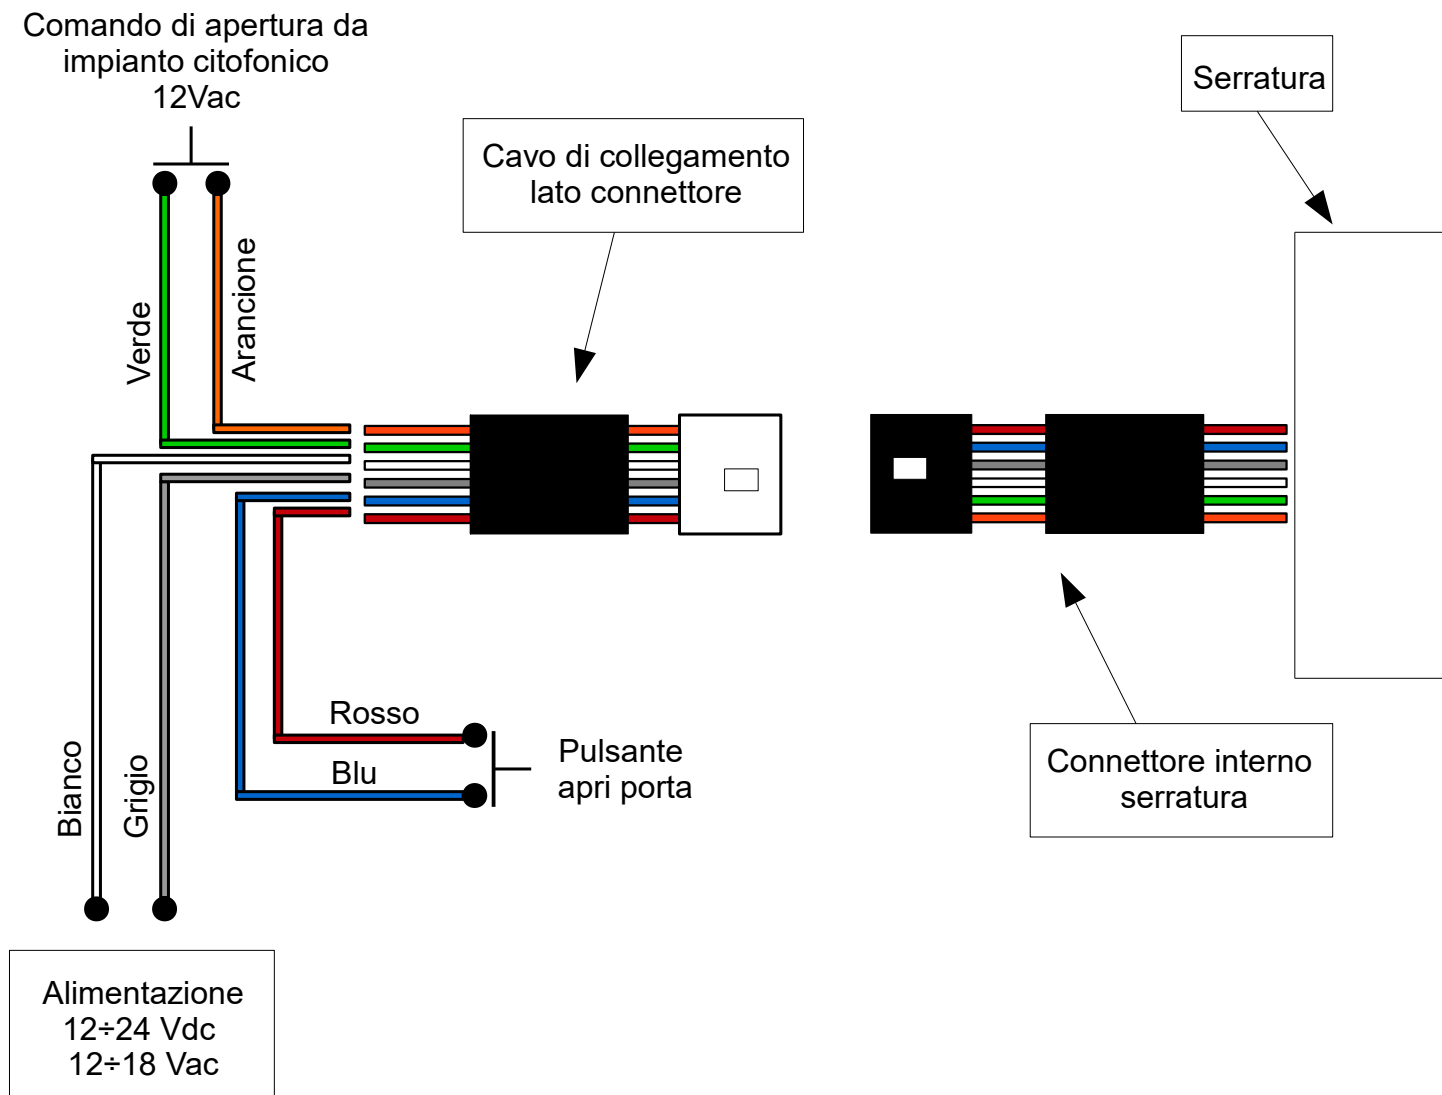 Comando di apertura da
impianto citofonico
12Vac
Serratura
Cavo di collegamento
lato connettore
Verde
Arancione
Rosso
Blu
Pulsante
apri porta
Bianco
Grigio
Connettore interno
serratura
Alimentazione
12÷24 Vdc
12÷18 Vac